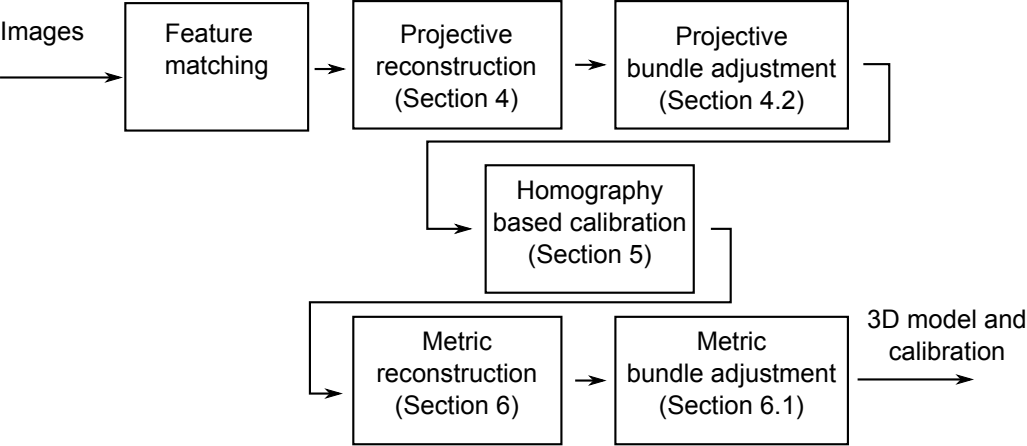 Images
Feature
matching
Projective
reconstruction
(Section 4)
Projective
bundle adjustment
(Section 4.2)
Homography
based calibration
(Section 5)
Metric
reconstruction
(Section 6)
Metric
bundle adjustment
(Section 6.1)
3D model and
calibration